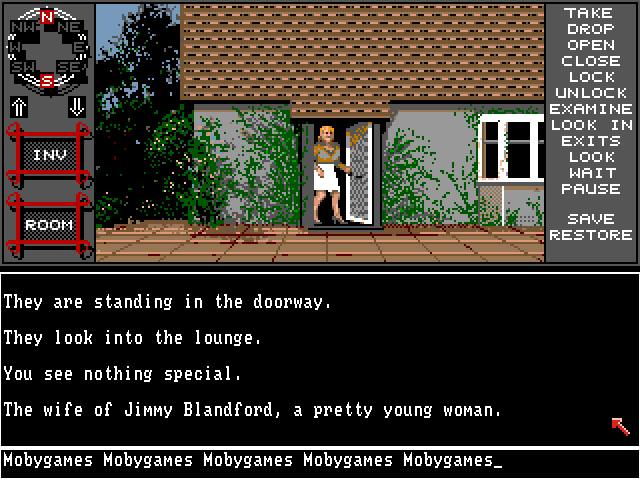 N
NW NE
W E
SW SE
S
INV
ROOM
TAKE
DROP
OPEN
CLOSE
LOCK
UNLOCK
EXAMINE
LOOK IN
EXITS
LOOK
WAIT
PAUSE
SAVE
RESTORE
They are standing in the doorway.
They look into the lounge.
You see nothing special.
The wife of Jimmy Blandford, a pretty young woman.
Mobygames Mobygames Mobygames Mobygames Mobygames_